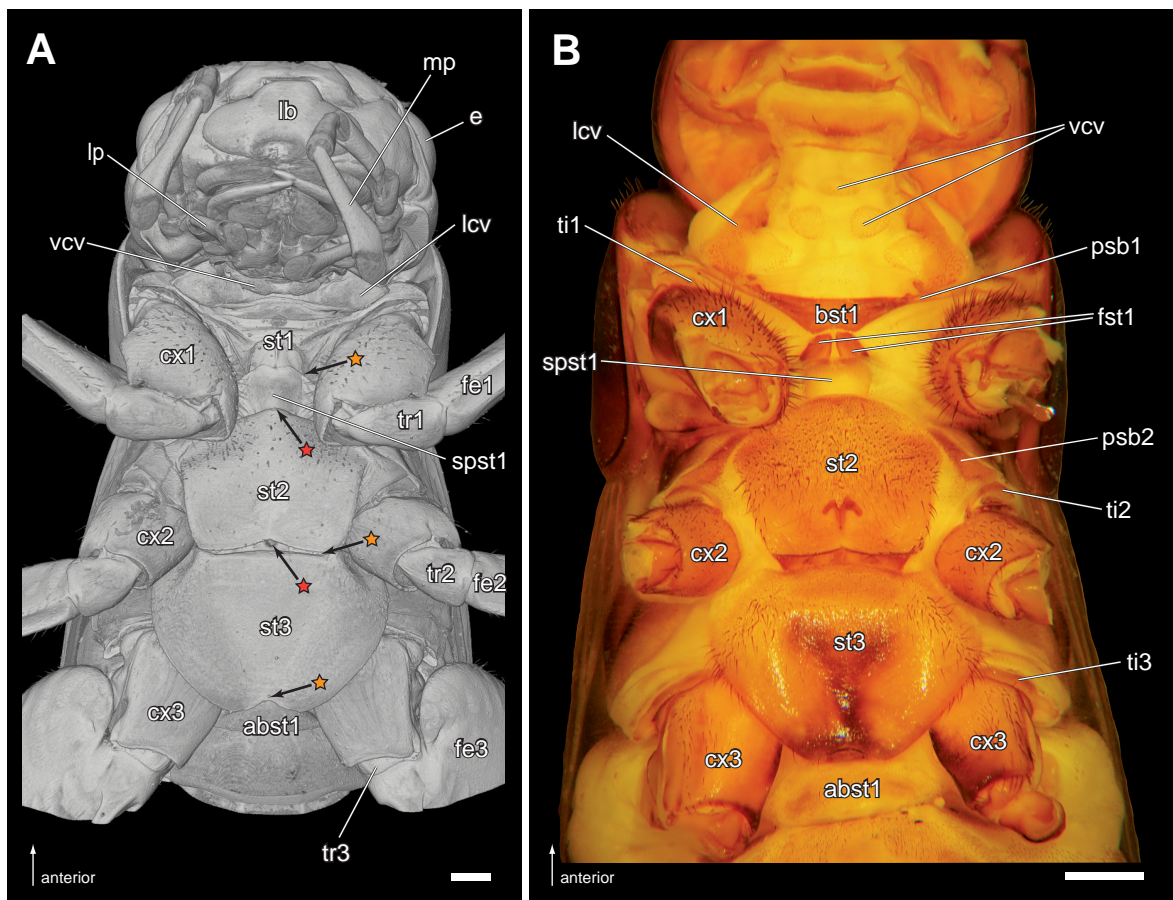 A
mp
lb
e
lp
lcv
vcv
st1
cx1
fe1
tr1
spst1
st2
cx2
tr2
fe2
st3
cx3
abst1
fe3
tr3
anterior
B
lcv
vcv
ti1
psb1
cx1
bst1
fst1
spst1
psb2
st2
ti2
cx2
cx2
st3
ti3
cx3
cx3
abst1
anterior